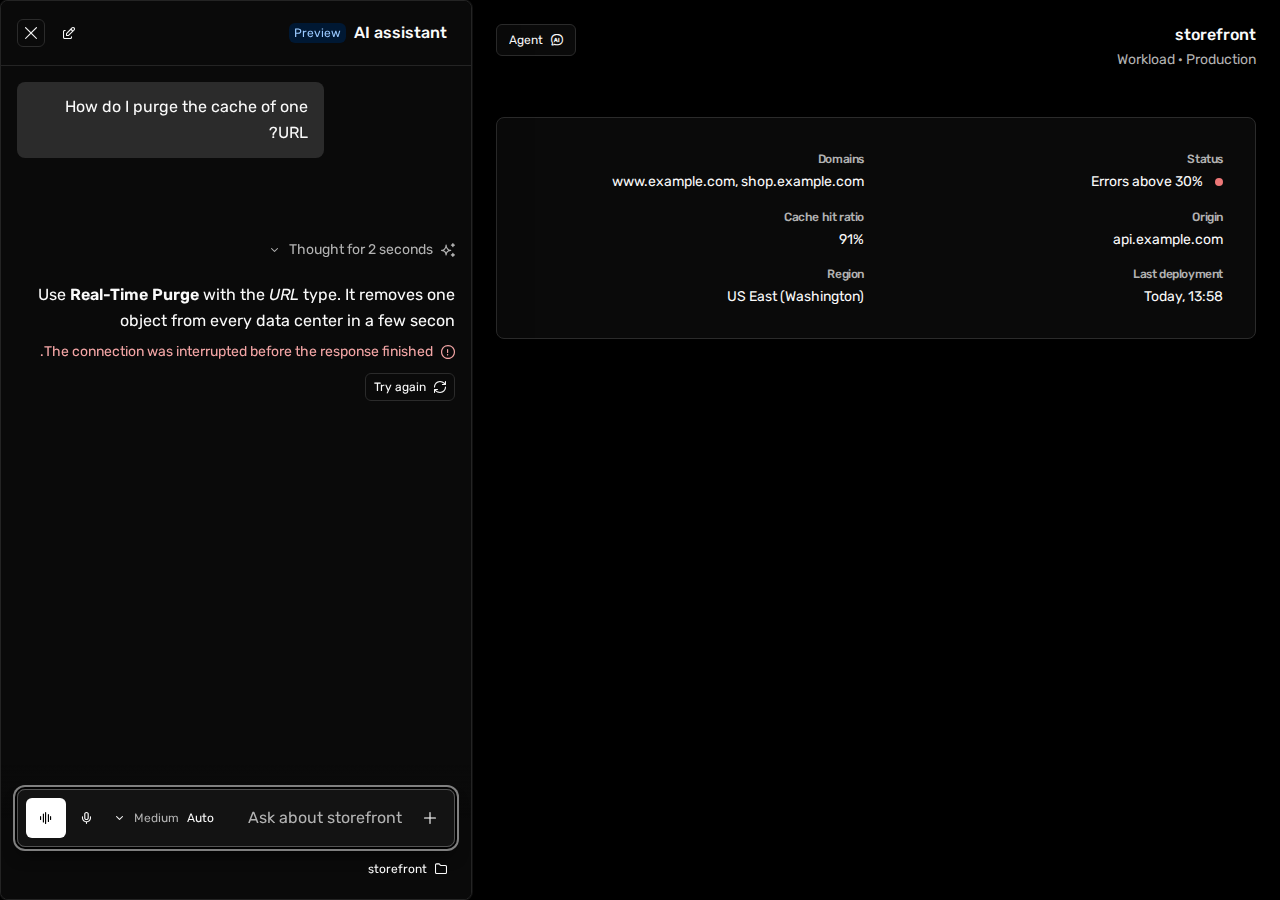 AI assistant Preview
How do I purge the cache of one
URL?
Thought for 2 seconds
Use Real-Time Purge with the URL type. It removes one
object from every data center in a few secon
The connection was interrupted before the response finished.
Try again
Ask about storefront
Auto Medium
storefront
storefront
Workload • Production
Agent
Status
Errors above 30%
Domains
www.example.com, shop.example.com
Origin
api.example.com
Cache hit ratio
91%
Last deployment
Today, 13:58
Region
US East (Washington)